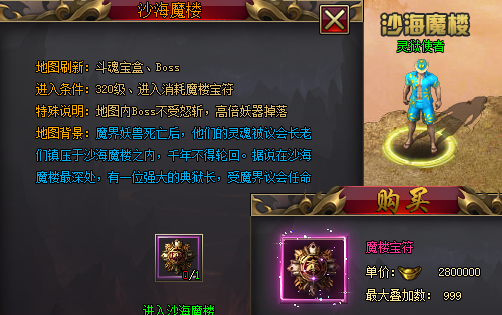 沙海魔楼
地图刷新：斗魂宝盒、Boss
进入条件：320级、进入消耗魔楼宝符
特殊说明：地图内Boss不受怒斩，高倍妖器掉落
地图背景：魔界妖兽死亡后，他们的灵魂被议会长老
们镇压于沙海魔楼之内，千年不得轮回。据说在沙海
魔楼最深处，有一位强大的典狱长，受魔界议会任命
0/1
进入沙海魔楼
沙海魔楼
灵狱使者
购买
魔楼宝符
单价： 2800000
最大叠加数： 999